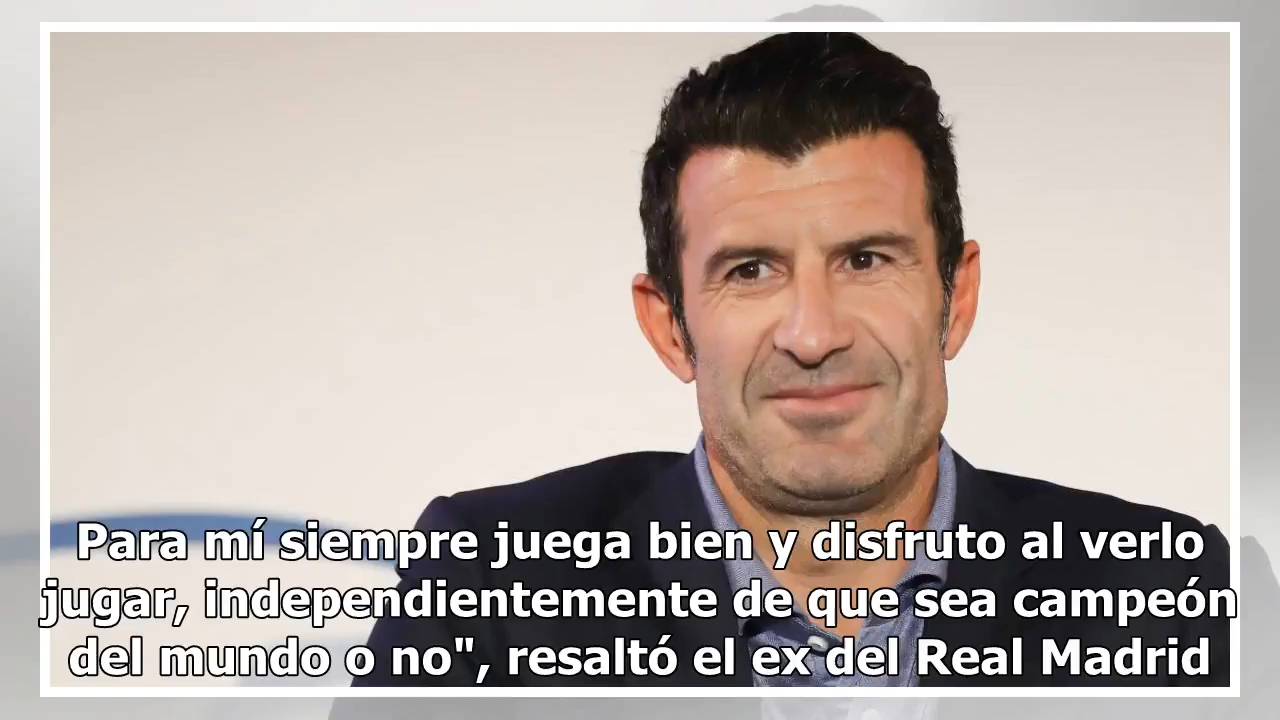 Para mí siempre juega bien y disfruto al verlo
jugar, independientemente de que sea campeón
del mundo o no", resaltó el ex del Real Madrid